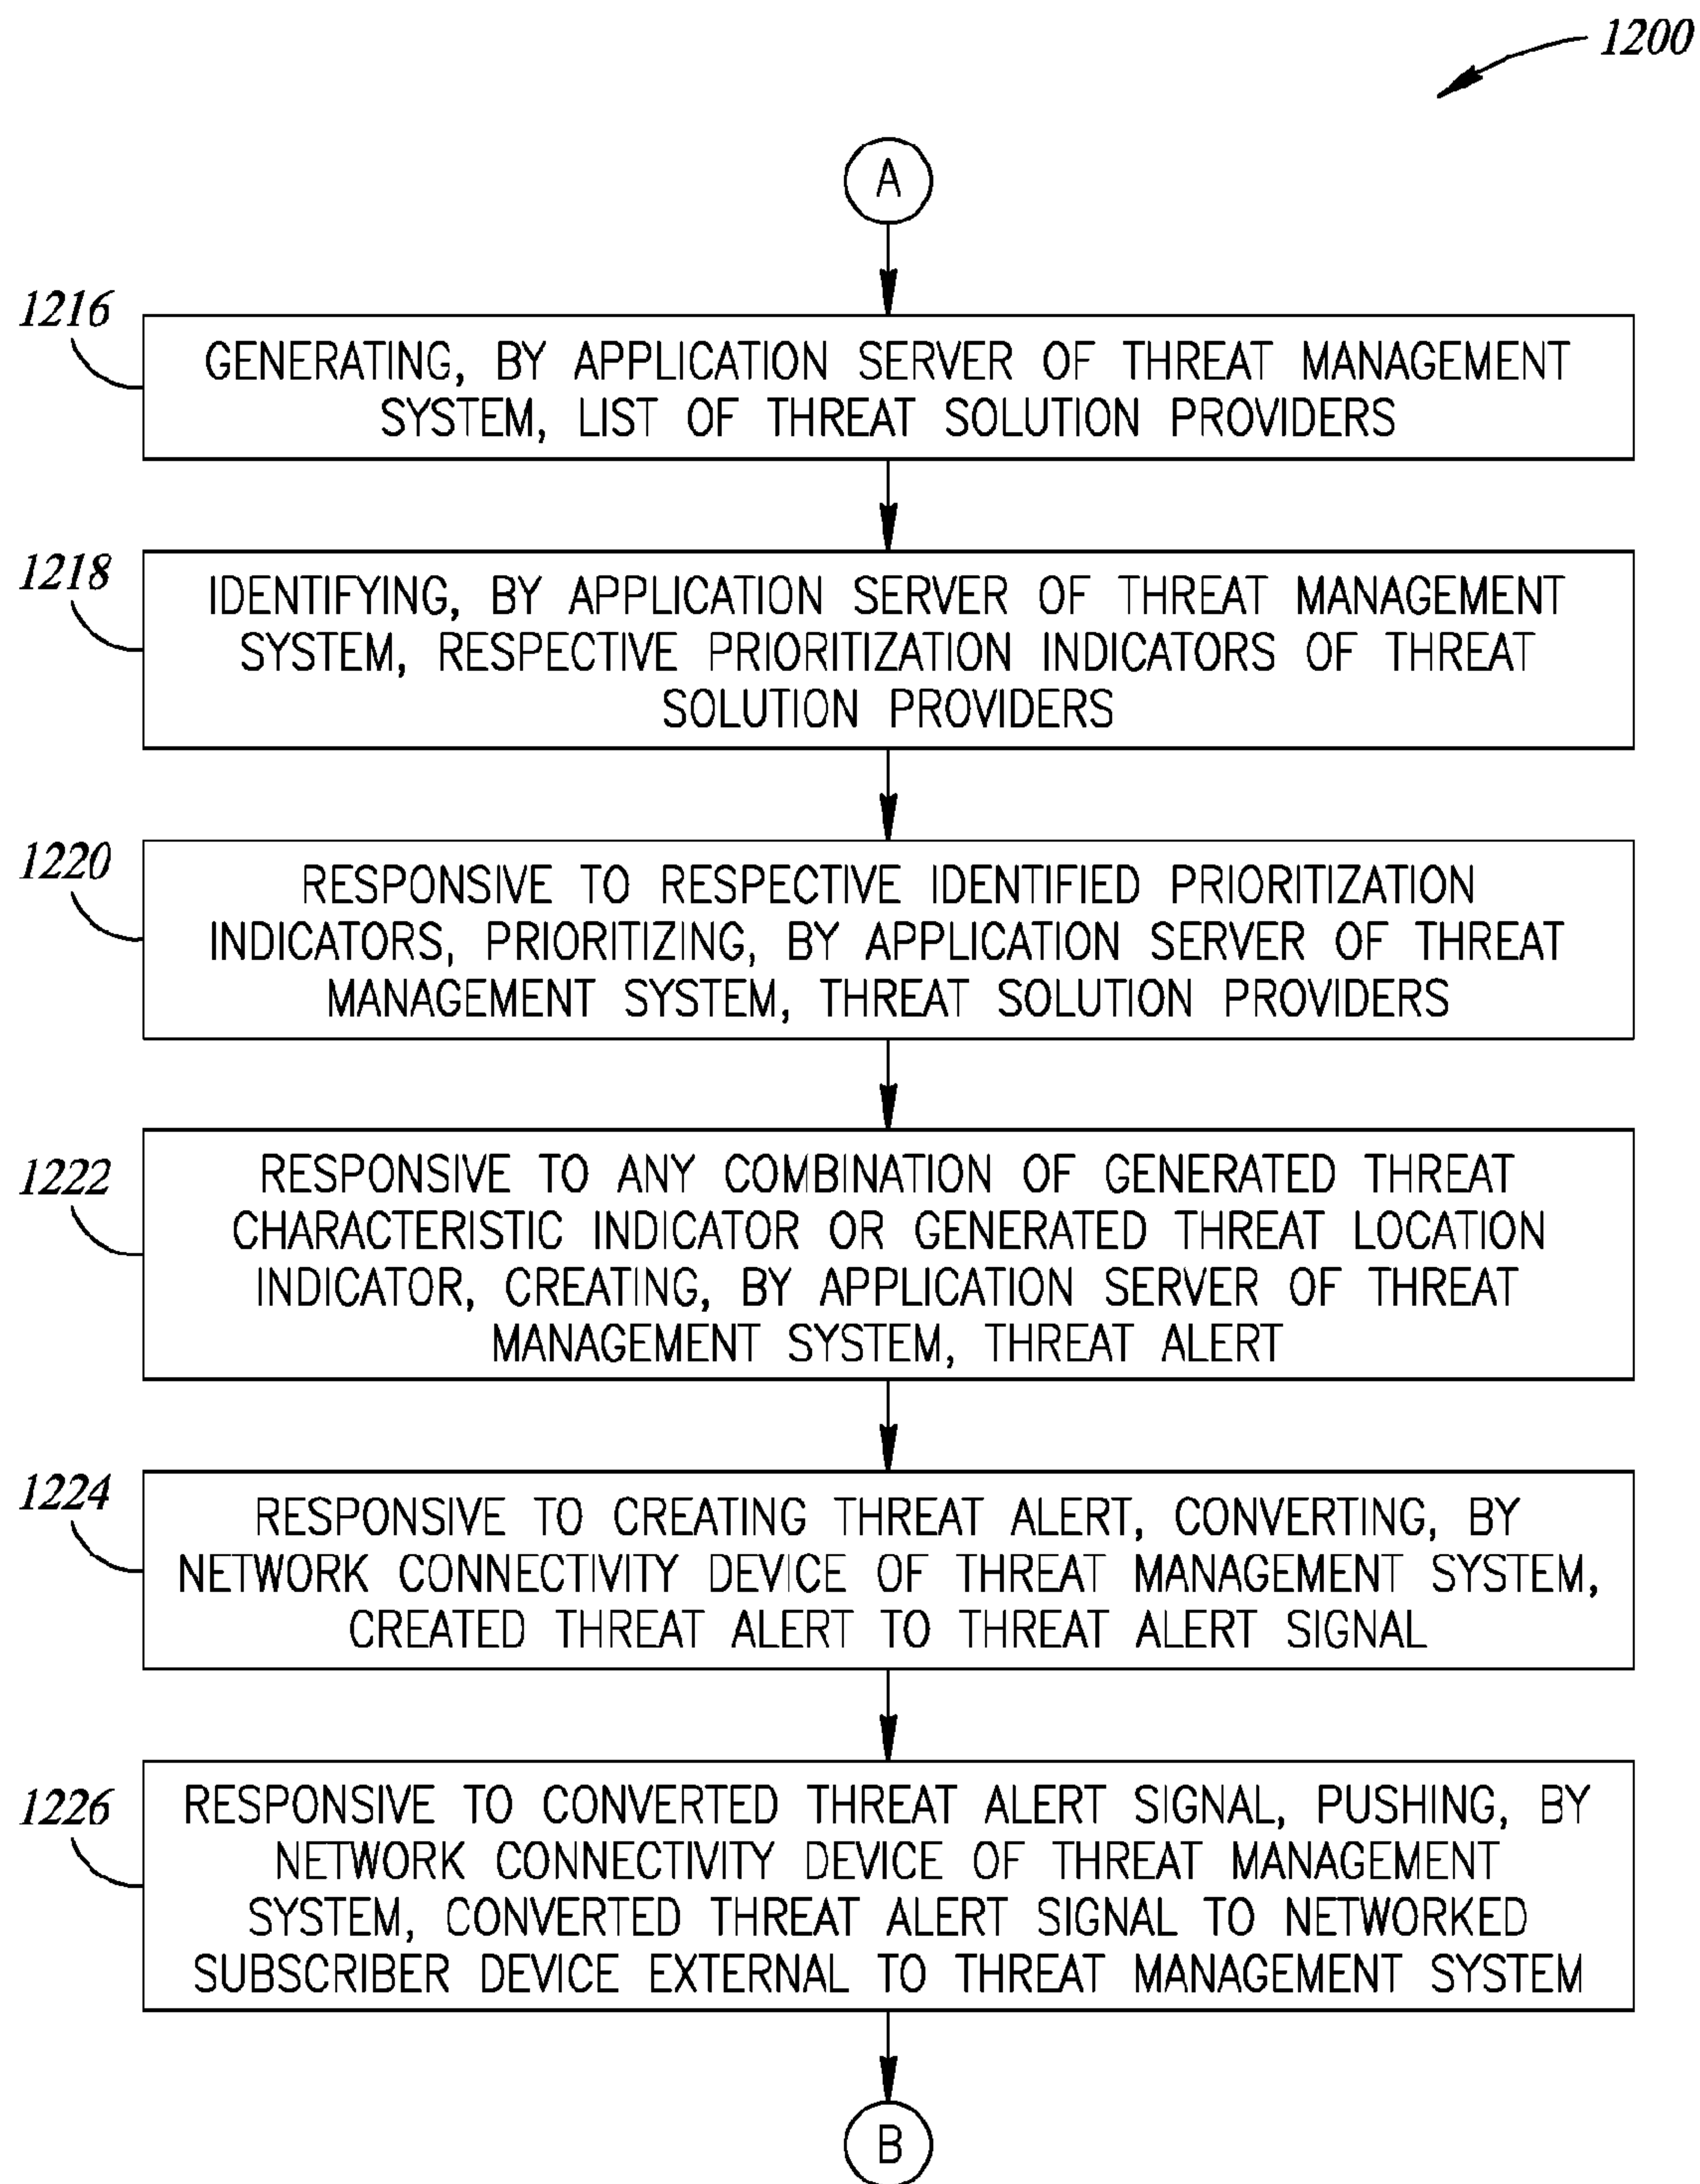 1200
A
1216
GENERATING, BY APPLICATION SERVER OF THREAT MANAGEMENT
SYSTEM, LIST OF THREAT SOLUTION PROVIDERS
1218
IDENTIFYING, BY APPLICATION SERVER OF THREAT MANAGEMENT
SYSTEM, RESPECTIVE PRIORITIZATION INDICATORS OF THREAT
SOLUTION PROVIDERS
1220
RESPONSIVE TO RESPECTIVE IDENTIFIED PRIORITIZATION
INDICATORS, PRIORITIZING, BY APPLICATION SERVER OF THREAT
MANAGEMENT SYSTEM, THREAT SOLUTION PROVIDERS
1222
RESPONSIVE TO ANY COMBINATION OF GENERATED THREAT
CHARACTERISTIC INDICATOR OR GENERATED THREAT LOCATION
INDICATOR, CREATING, BY APPLICATION SERVER OF THREAT
MANAGEMENT SYSTEM, THREAT ALERT
1224
RESPONSIVE TO CREATING THREAT ALERT, CONVERTING, BY
NETWORK CONNECTIVITY DEVICE OF THREAT MANAGEMENT SYSTEM,
CREATED THREAT ALERT TO THREAT ALERT SIGNAL
1226
RESPONSIVE TO CONVERTED THREAT ALERT SIGNAL, PUSHING, BY
NETWORK CONNECTIVITY DEVICE OF THREAT MANAGEMENT
SYSTEM, CONVERTED THREAT ALERT SIGNAL TO NETWORKED
SUBSCRIBER DEVICE EXTERNAL TO THREAT MANAGEMENT SYSTEM
B